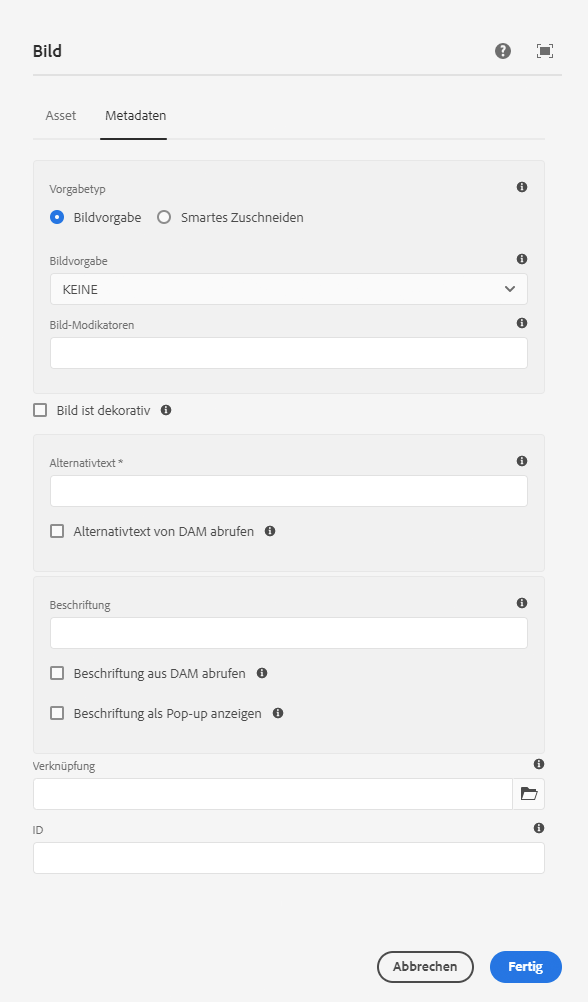 Bild
Asset Metadaten
Vorgabetyp
Bildvorgabe Smartes Zuschneiden
Bildvorgabe
KEINE
Bild-Modikatoren
Bild ist dekorativ
Alternativtext *
Alternativtext von DAM abrufen
Beschriftung
Beschriftung aus DAM abrufen
Beschriftung als Pop-up anzeigen
Verknüpfung
ID
Abbrechen Fertig